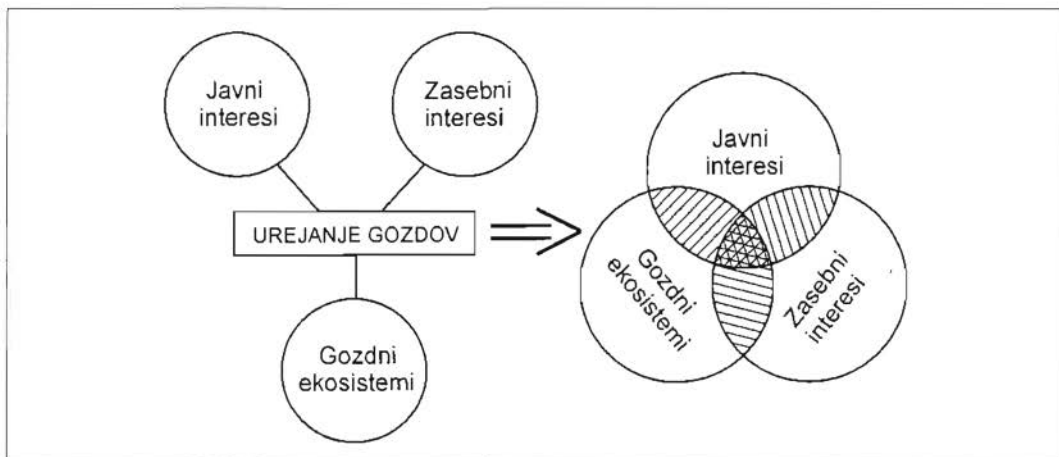 Javni
interesi
Zasebni
interesi
UREJANJE GOZDOV
Gozdni
ekosistemi
Javni
interesi
Gozdni
ekosistemi
Zasebni
interesi